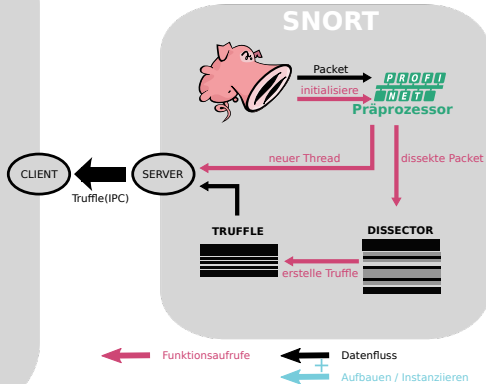 SNORT
Packet
initialisiere
PROFI
NET
Präprozessor
neuer Thread
dissekte Packet
CLIENT
SERVER
Truffle(IPC)
TRUFFLE
DISSECTOR
erstelle Truffle
Funktionsaufrufe
Datenfluss
+
Aufbauen / Instanziieren